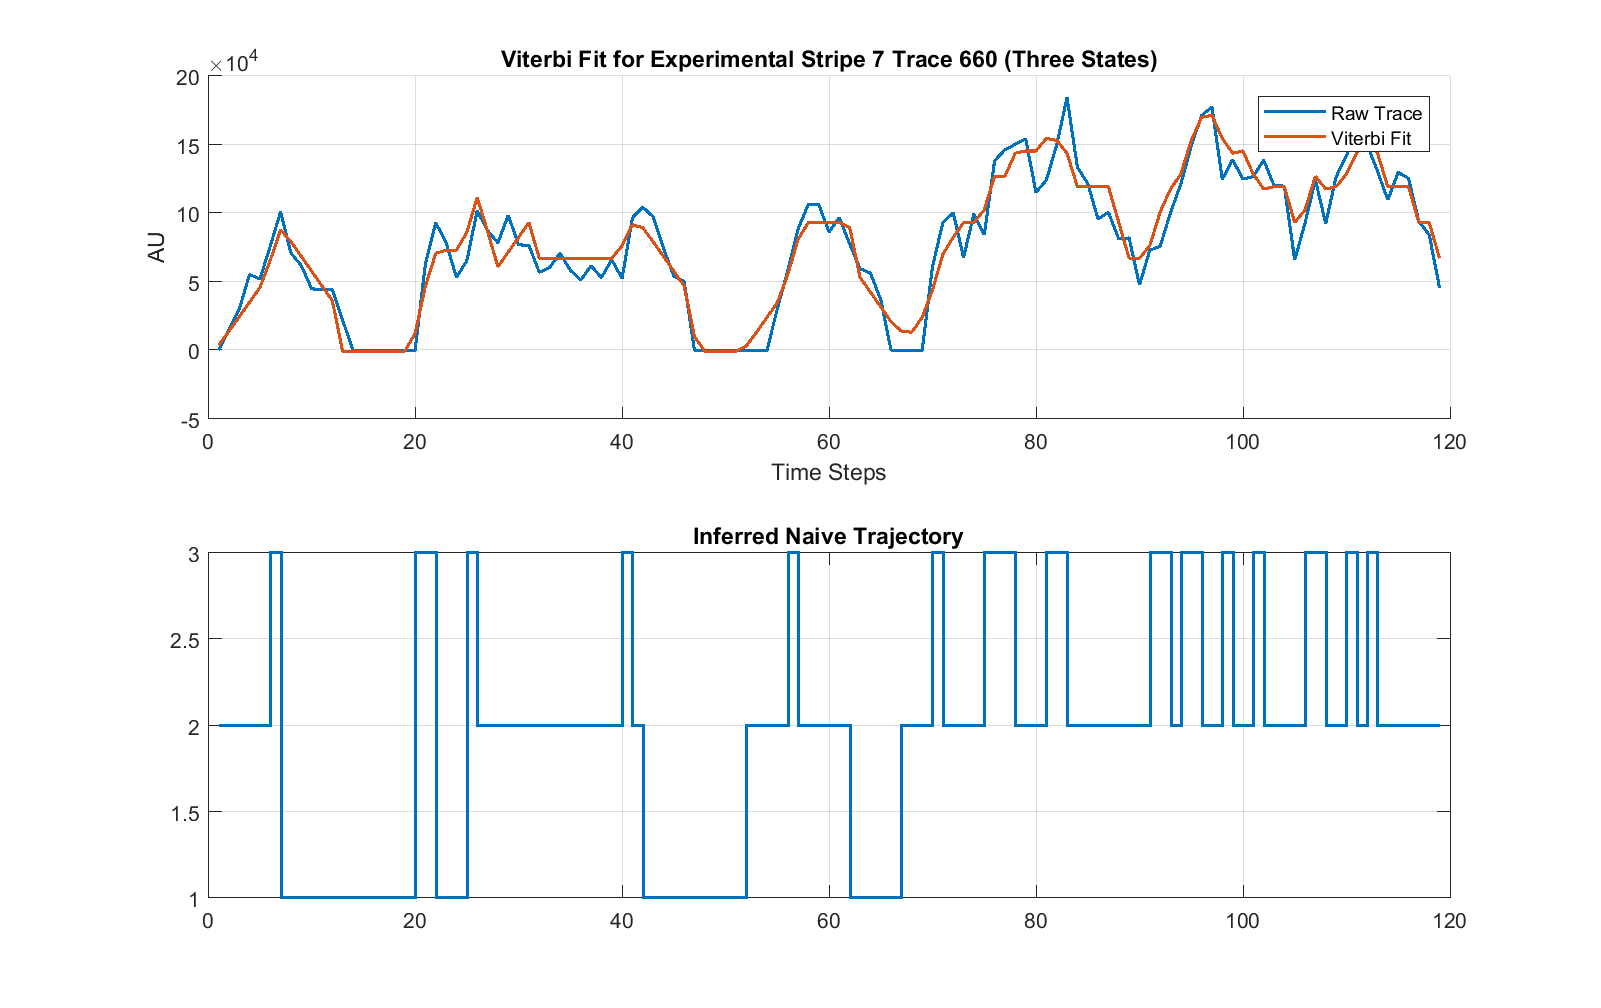 Viterbi Fit for Experimental Stripe 7 Trace 660 (Three States)
×10⁴
20
15
10
5
0
-5
AU
Raw Trace
Viterbi Fit
0 20 40 60 80 100 120
Time Steps
Inferred Naive Trajectory
3
2.5
2
1.5
1
0 20 40 60 80 100 120